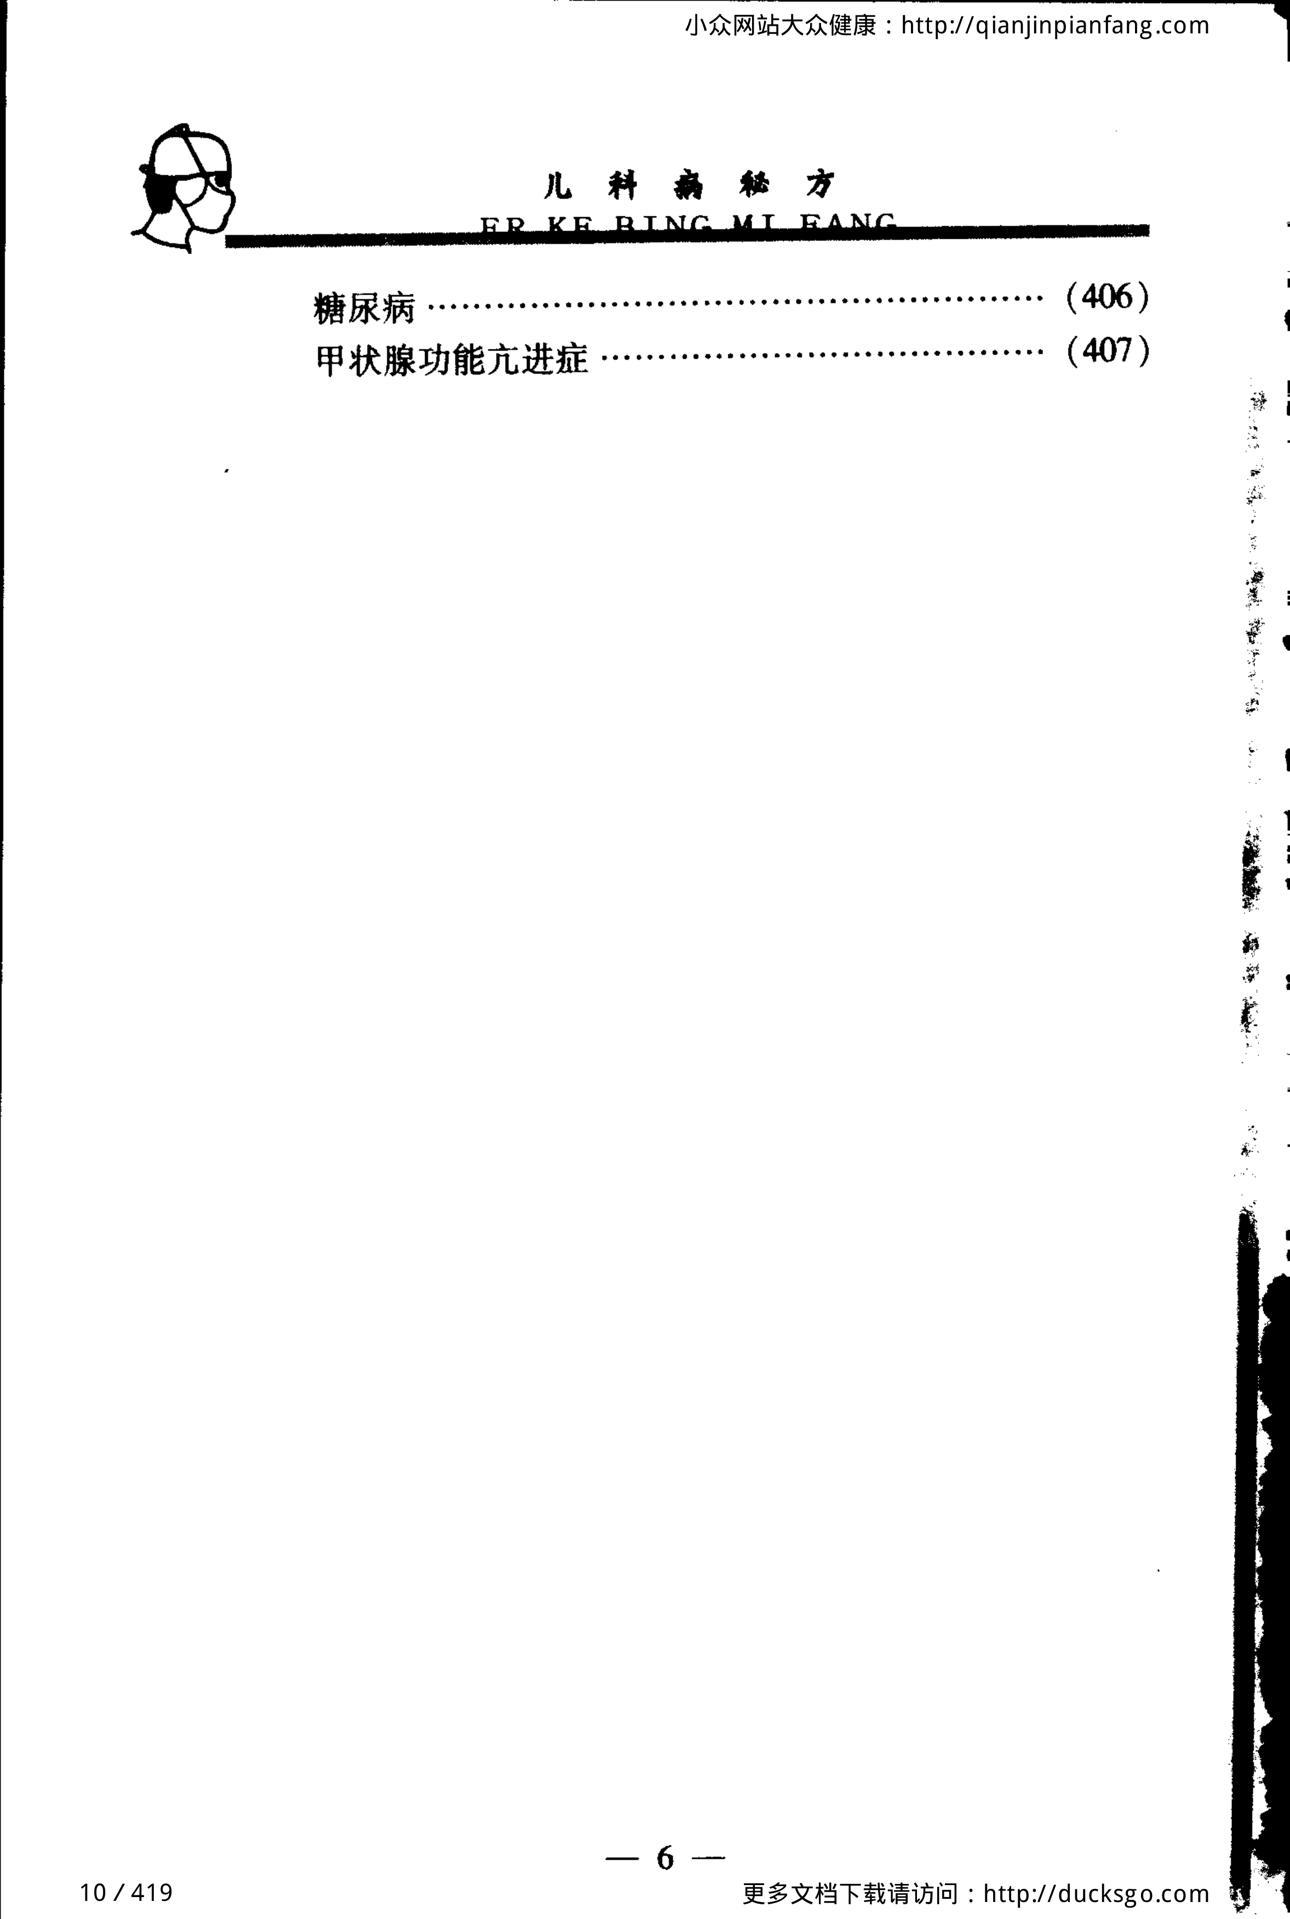 小众网站大众健康：http://qianjinpianfang.com
儿科病秘方
ER KE BING MI FANG
糖尿病 ………………………………………………… (406)
甲状腺功能亢进症 …………………………………… (407)
— 6 —
10 / 419
更多文档下载请访问：http://ducksgo.com